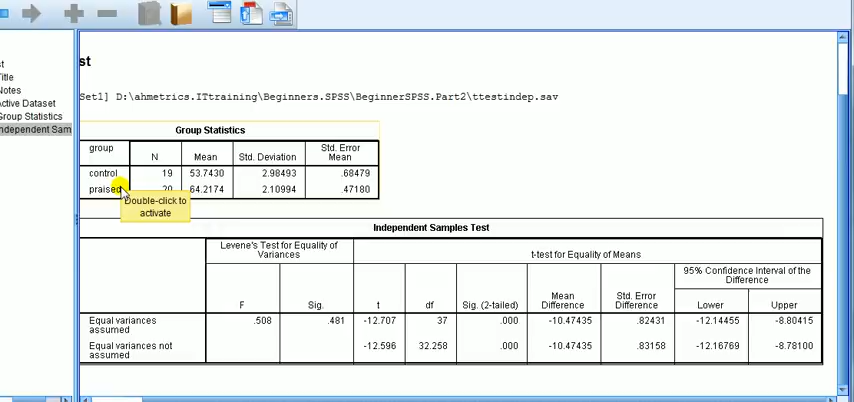 st
Title
Notes
Active Dataset
Group Statistics
Independent Sam
st
Set1] D:\ahmetrics.ITtraining\Beginners.SPSS\BeginnerSPSS.Part2\ttestindep.sav
Group Statistics
group N Mean Std. Deviation Std. Error Mean
control 19 53.7430 2.98493 .68479
praised 20 64.2174 2.10994 .47180
Double-click to
activate
Independent Samples Test
Levene's Test for Equality of Variances t-test for Equality of Means
95% Confidence Interval of the Difference
F Sig. t df Sig. (2-tailed) Mean Difference Std. Error Difference Lower Upper
Equal variances assumed .508 .481 -12.707 37 .000 -10.47435 .82431 -12.14455 -8.80415
Equal variances not assumed -12.596 32.258 .000 -10.47435 .83158 -12.16769 -8.78100